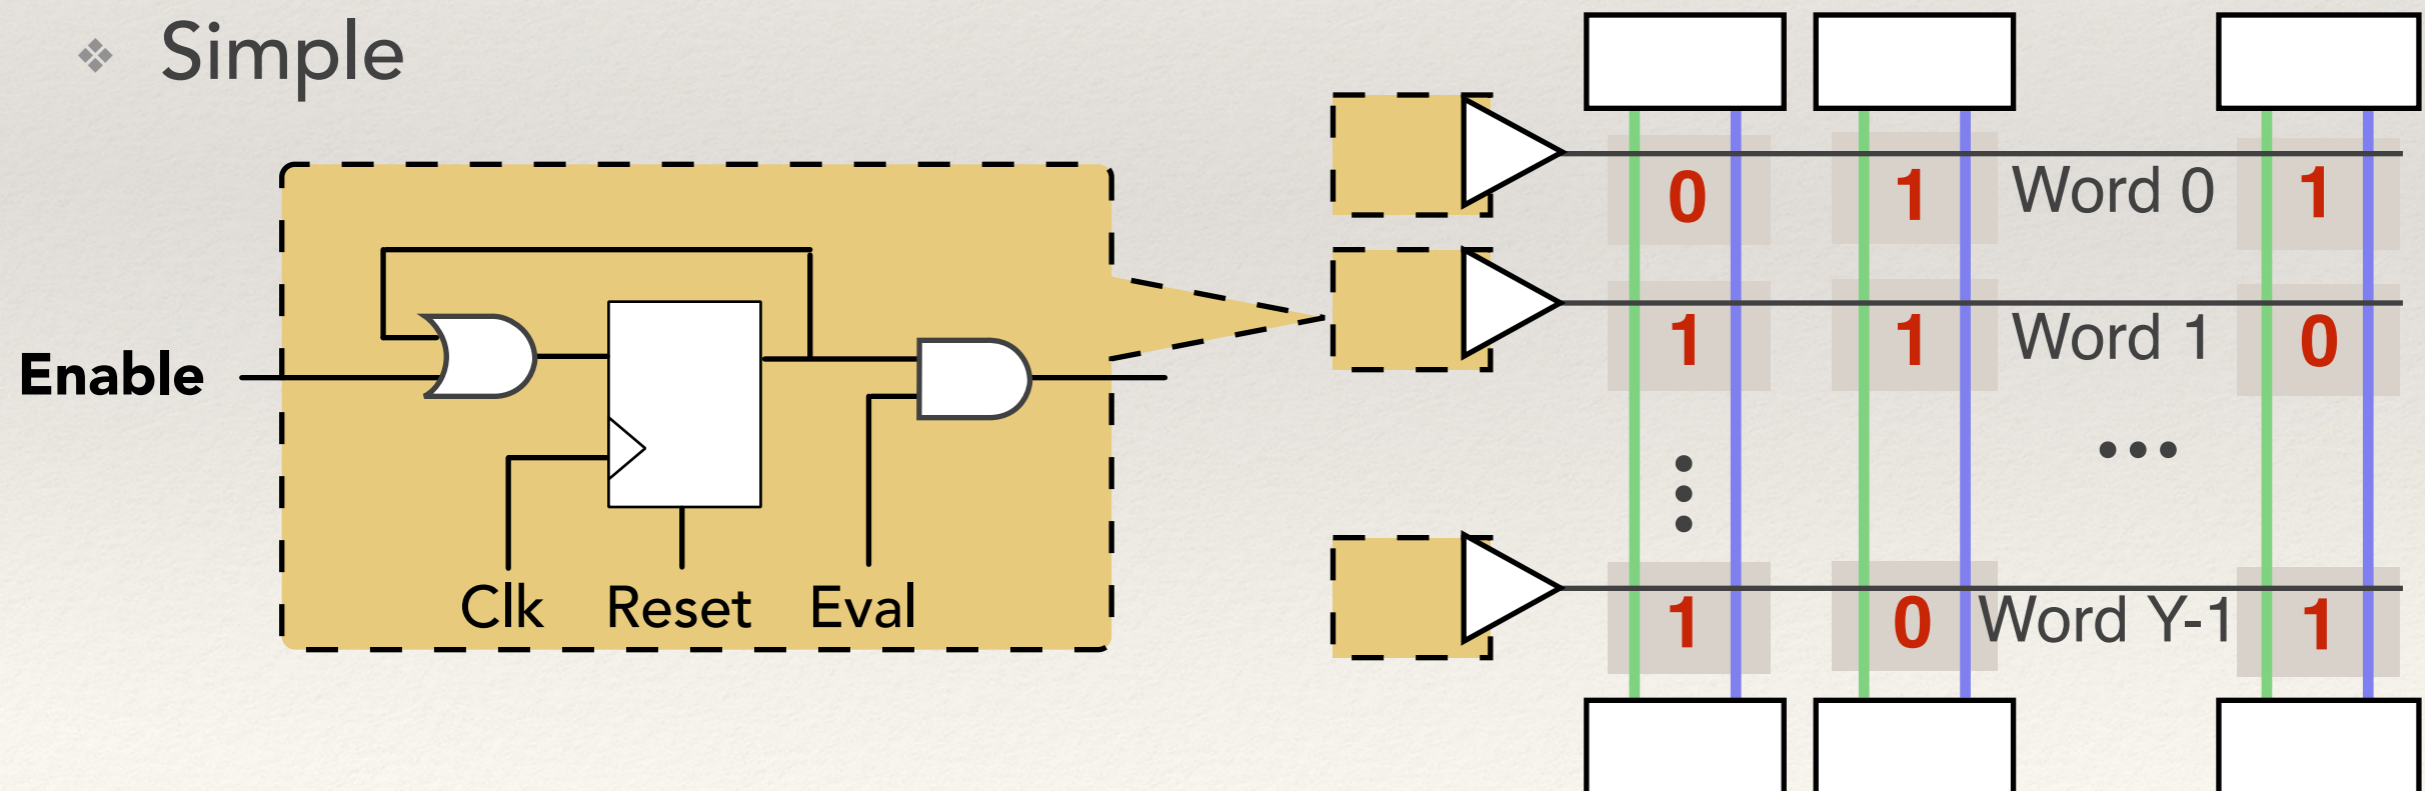 Simple
Enable
Clk Reset Eval
0 1 Word 0 1
1 1 Word 1 0
1 0 Word Y-1 1